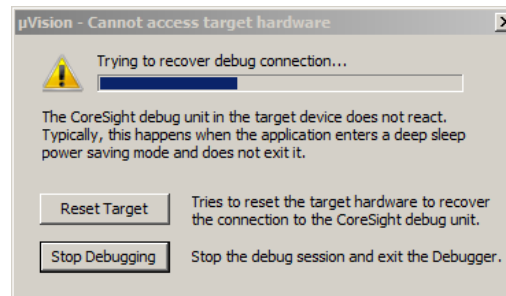 µVision - Cannot access target hardware
Trying to recover debug connection...
The CoreSight debug unit in the target device does not react.
Typically, this happens when the application enters a deep sleep
power saving mode and does not exit it.
Reset Target
Tries to reset the target hardware to recover
the connection to the CoreSight debug unit.
Stop Debugging
Stop the debug session and exit the Debugger.